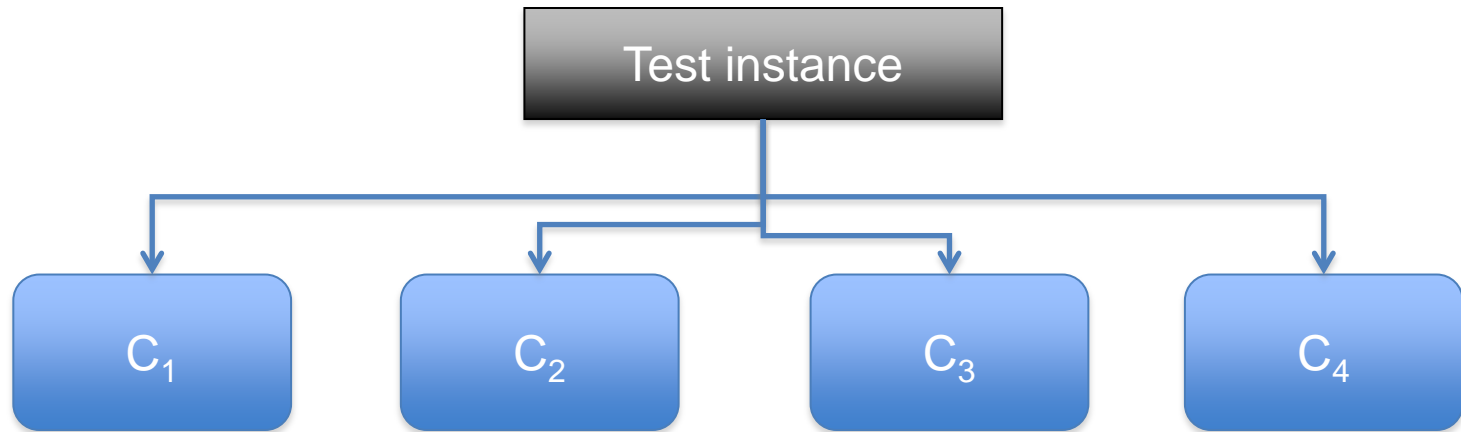 Test instance
C₁
C₂
C₃
C₄